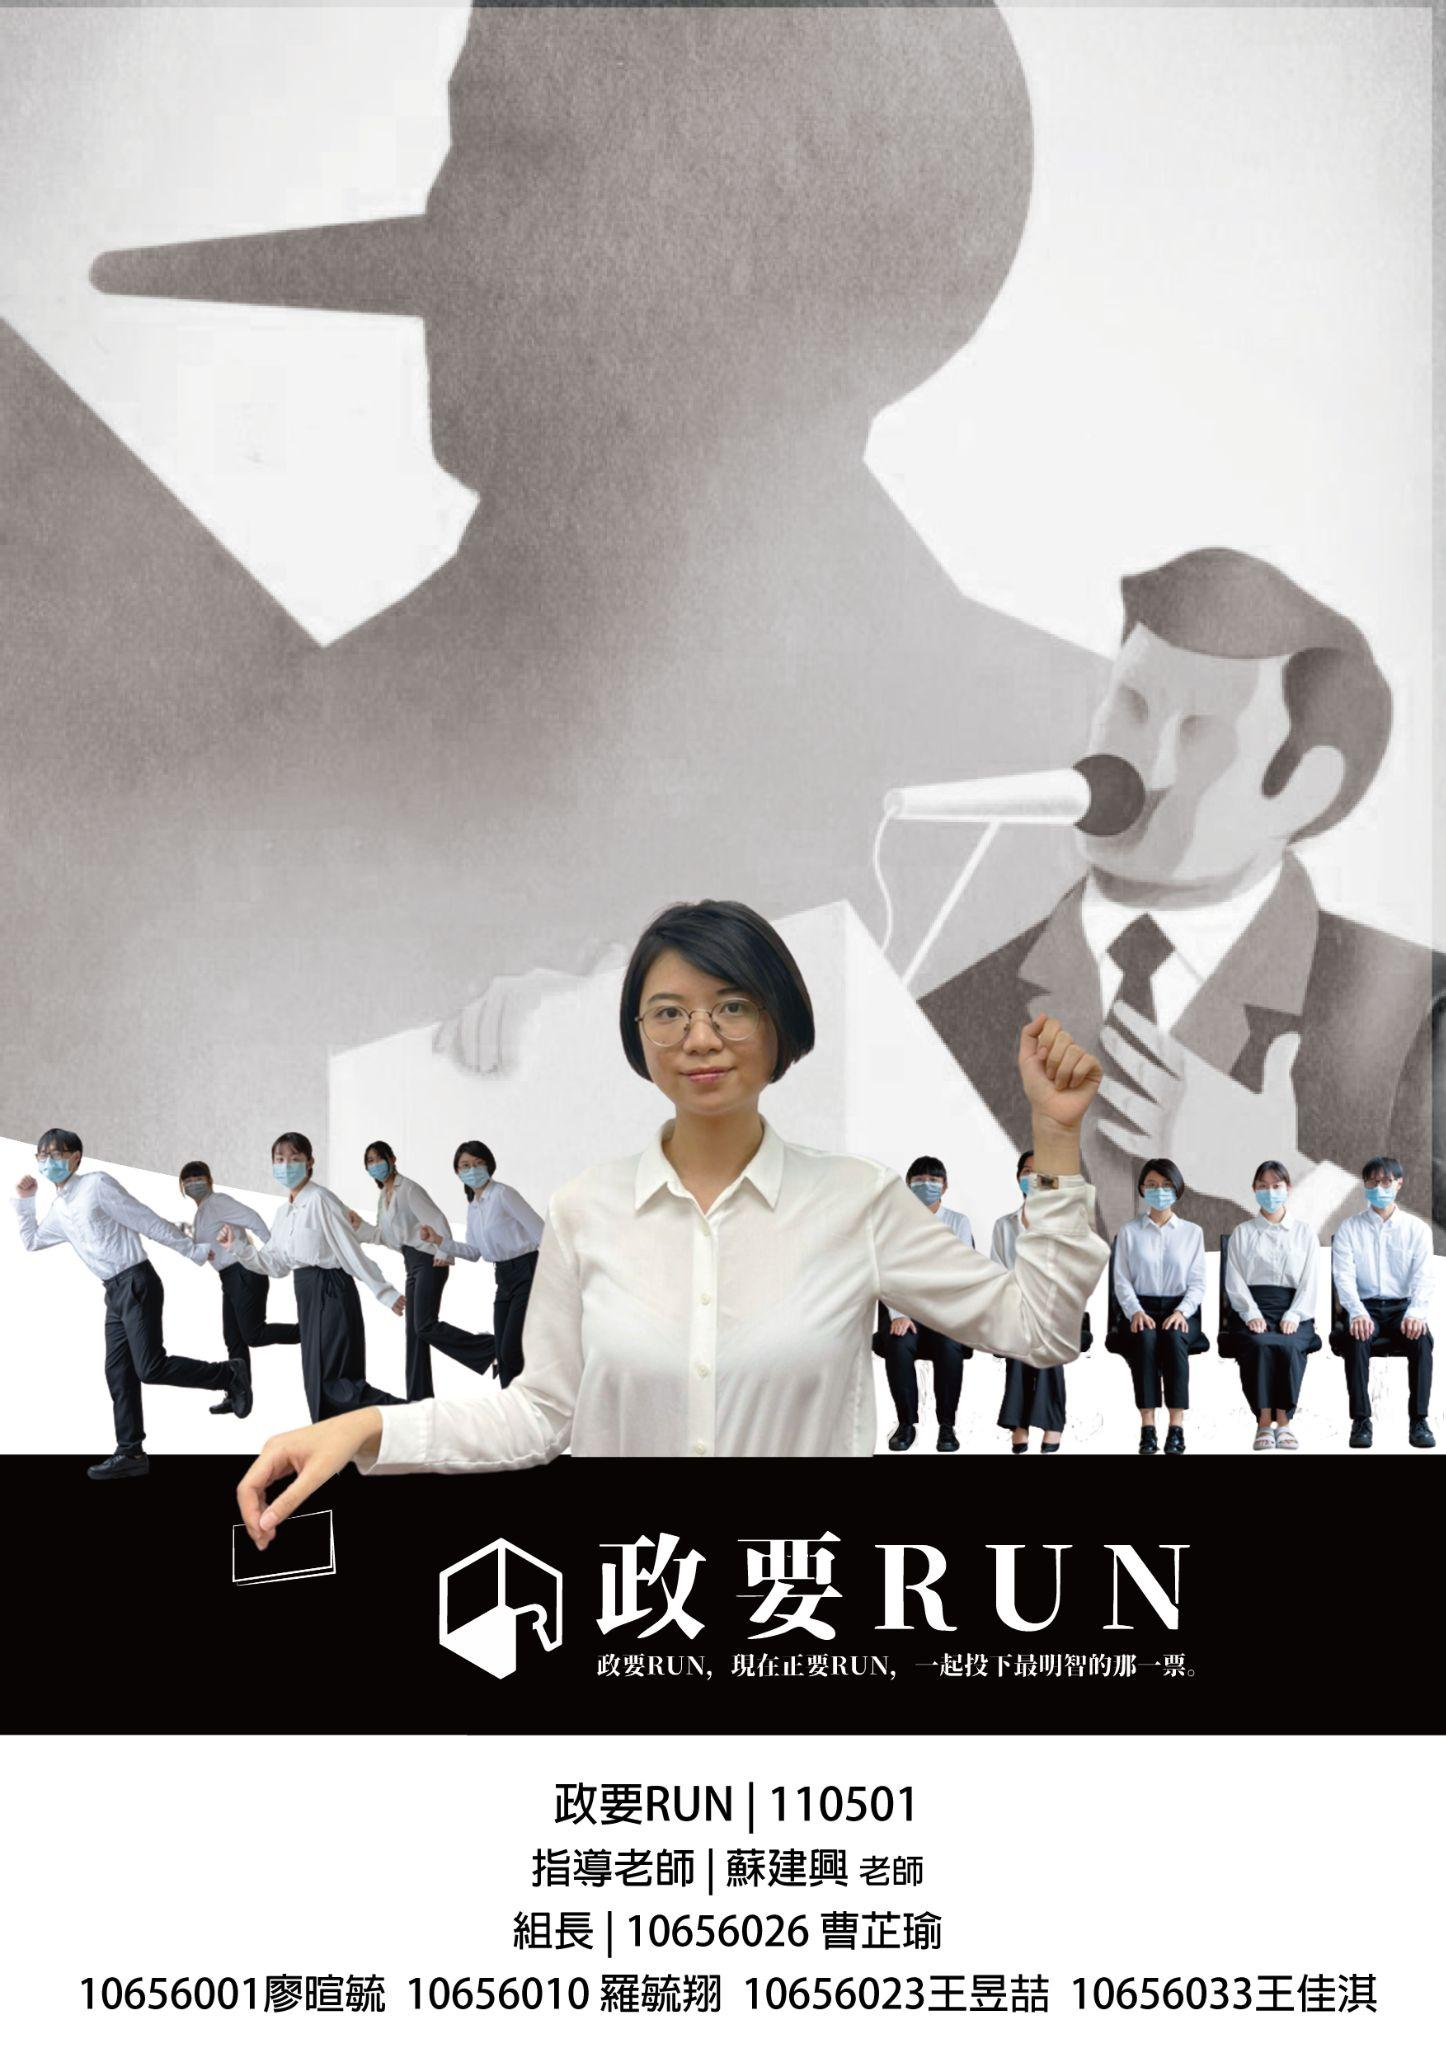 政要RUN
政要RUN，現在正要RUN，一起投下最明智的那一票。
政要RUN | 110501
指導老師 | 蘇建興 老師
組長 | 10656026 曹芷瑜
10656001廖暄毓 10656010 羅毓翔 10656023王昱喆 10656033王佳淇